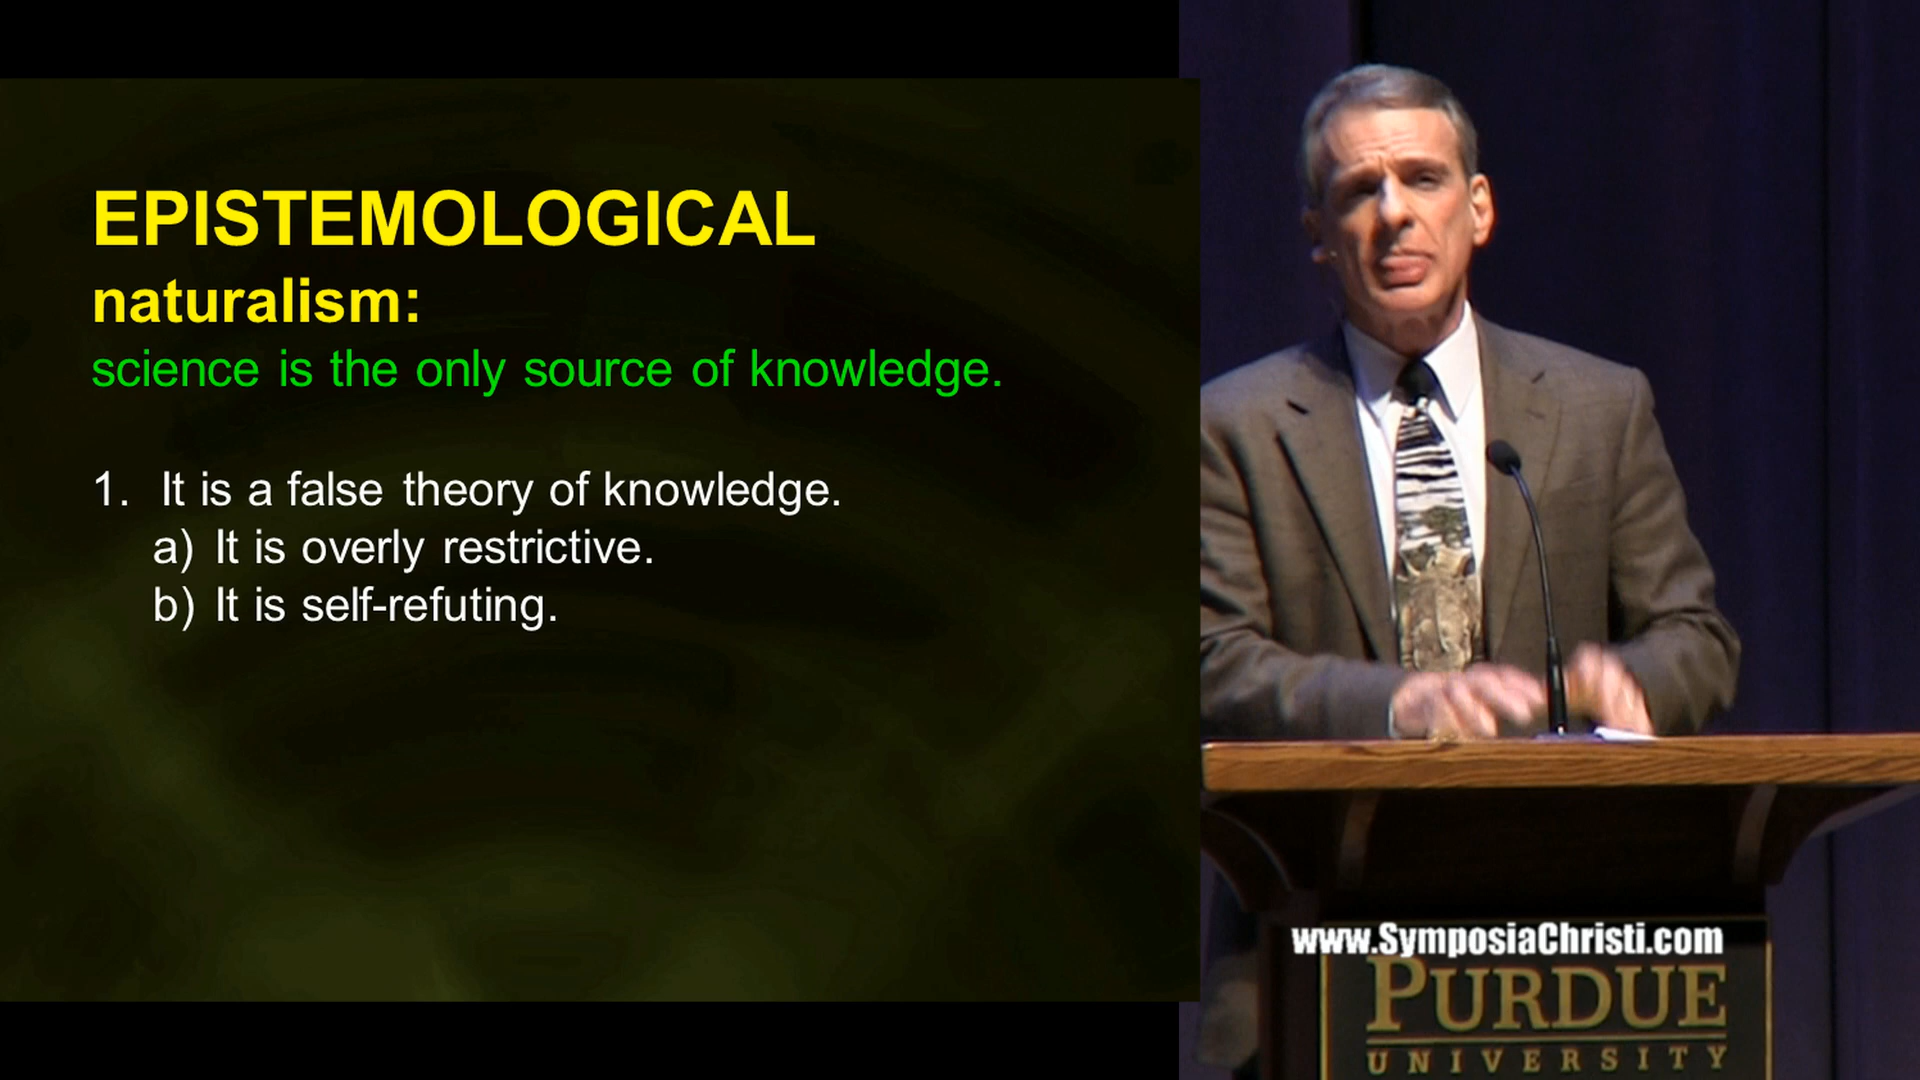 EPISTEMOLOGICAL
naturalism:
science is the only source of knowledge.
1. It is a false theory of knowledge.
a) It is overly restrictive.
b) It is self-refuting.
www.SymposiaChristi.com
PURDUE
UNIVERSITY